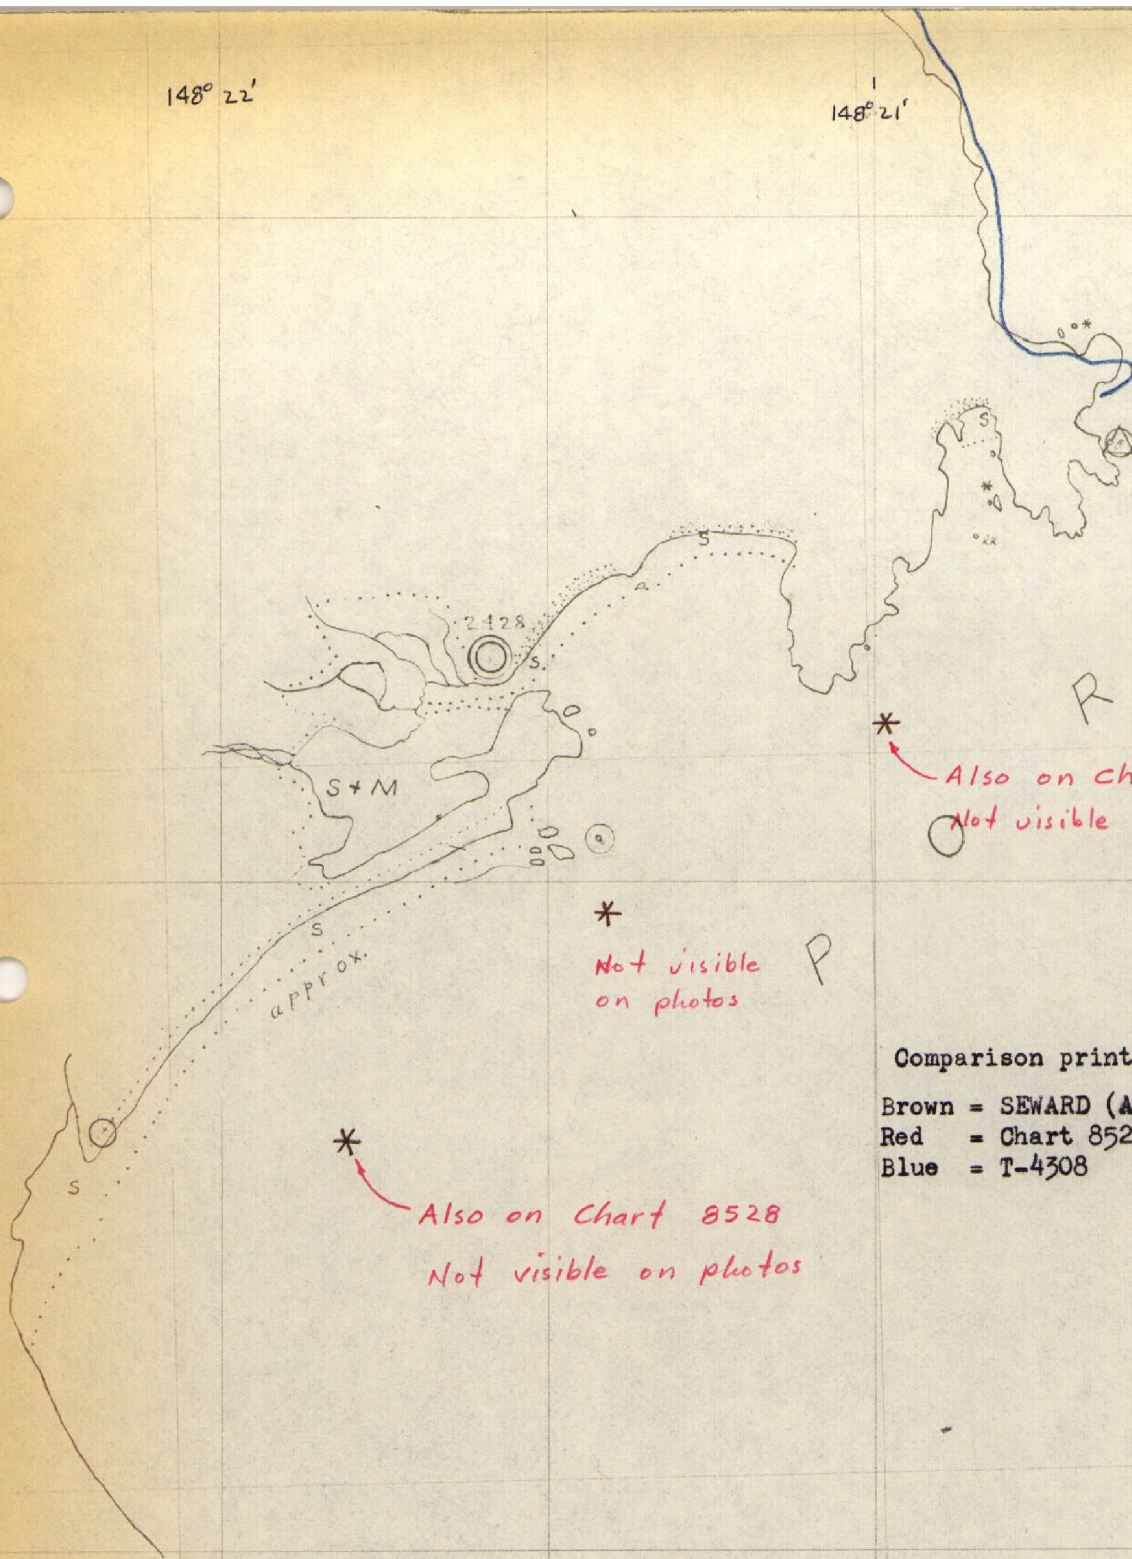 148° 22'
148° 21'
S
S
2428
S
R
S+M
Also on Ch
Not visible
S
Not visible
on photos
P
approx.
Comparison print
Brown = SEWARD (A
Red = Chart 852
Blue = T-4308
S
Also on Chart 8528
Not visible on photos